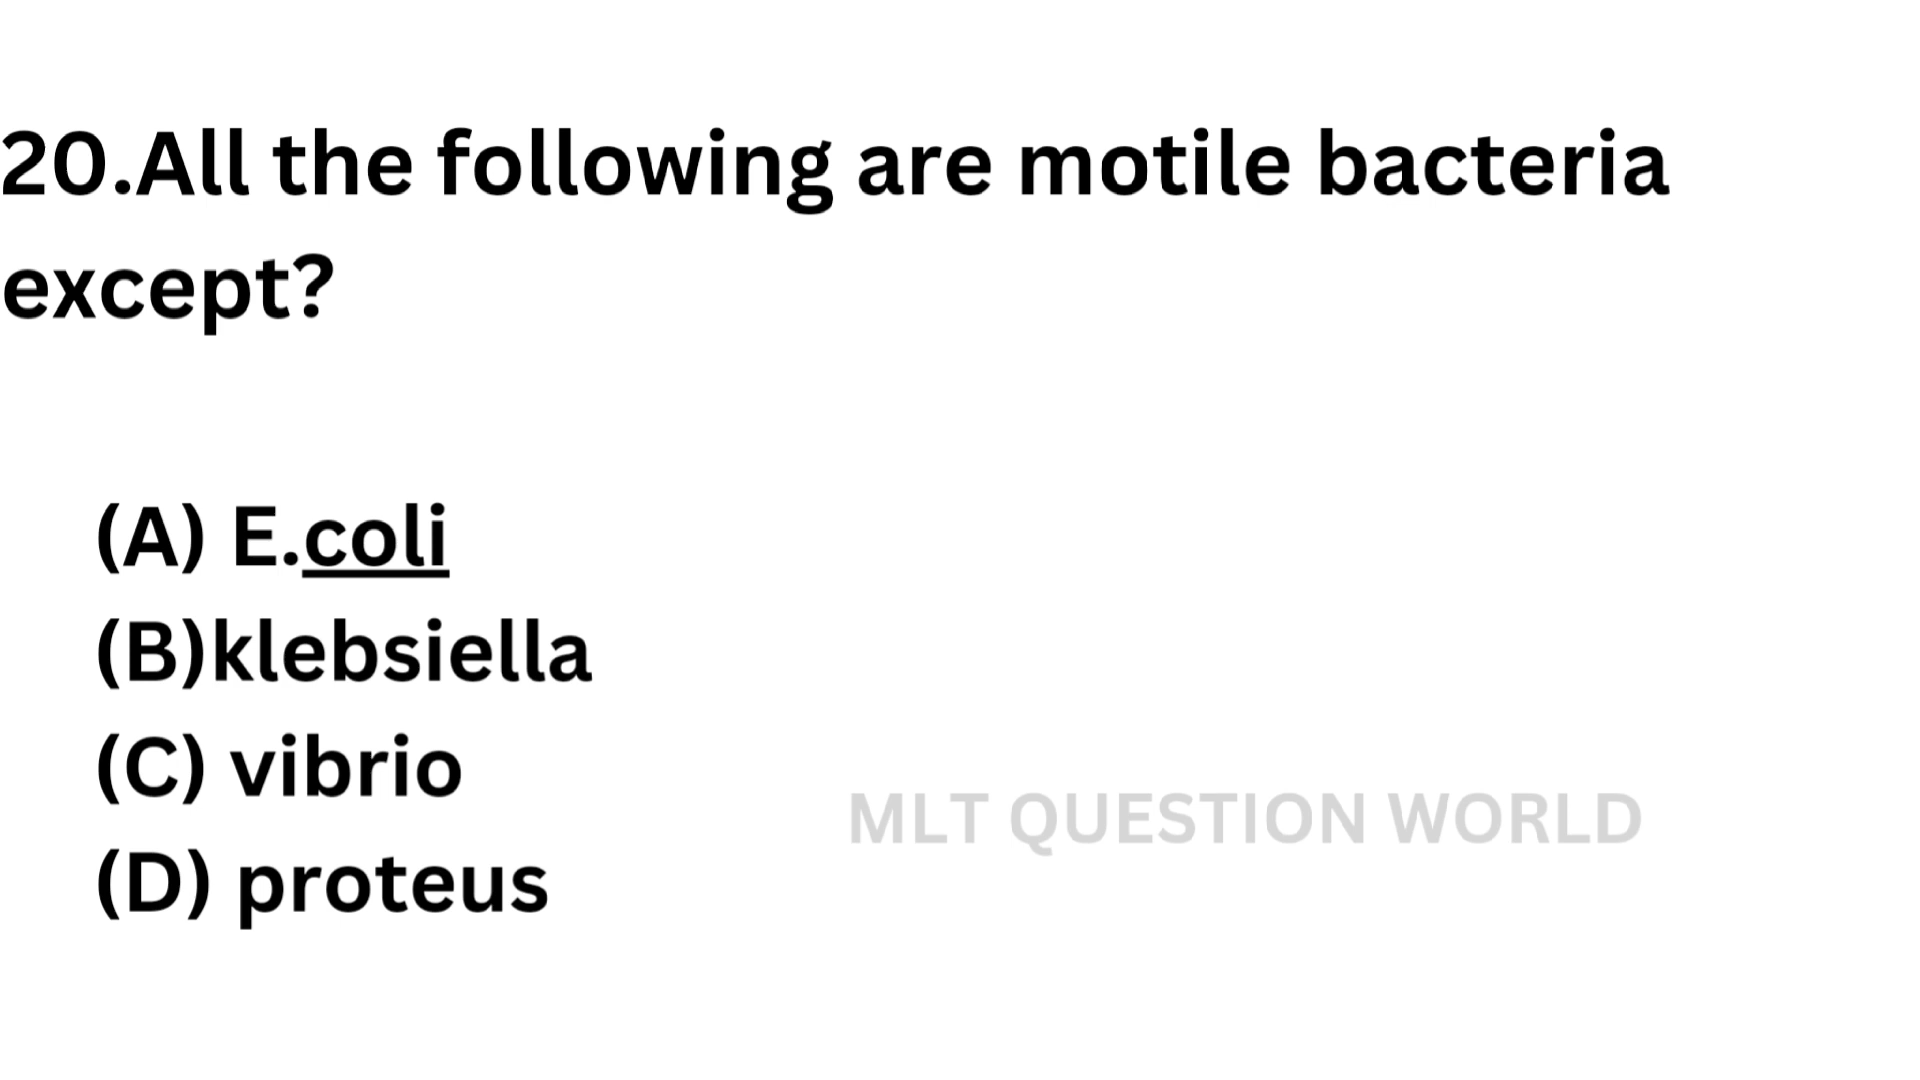 20.All the following are motile bacteria
except?
(A) E.coli
(B)klebsiella
(C) vibrio
(D) proteus
MLT QUESTION WORLD